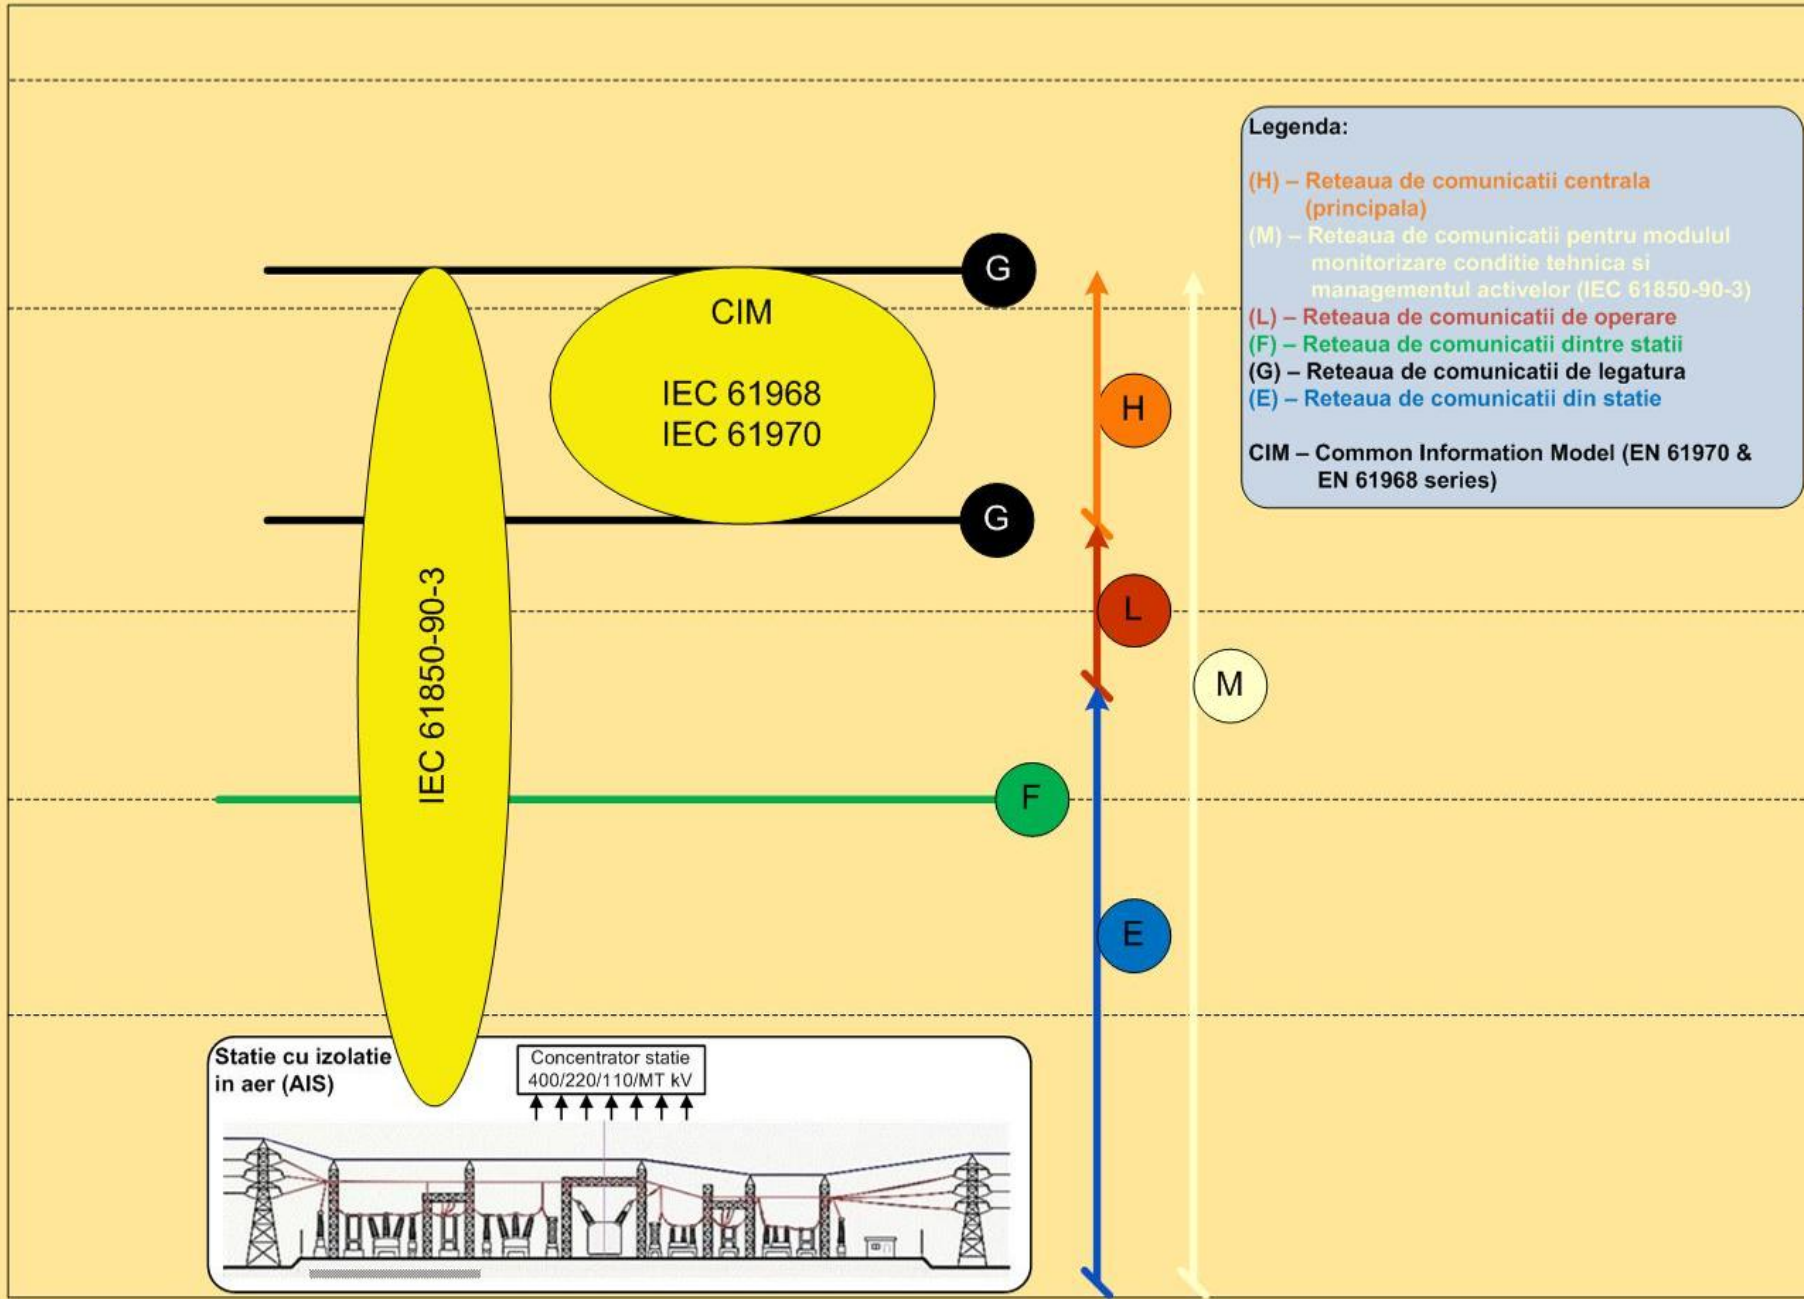 Legenda:
(H) – Reteaua de comunicatii centrala
(principala)
(M) – Reteaua de comunicatii pentru modulul
monitorizare conditie tehnica si
managementul activelor (IEC 61850-90-3)
(L) – Reteaua de comunicatii de operare
(F) – Reteaua de comunicatii dintre statii
(G) – Reteaua de comunicatii de legatura
(E) – Reteaua de comunicatii din statie
CIM – Common Information Model (EN 61970 &
EN 61968 series)
G
CIM
IEC 61968
IEC 61970
H
G
L
IEC 61850-90-3
M
F
E
Statie cu izolatie
in aer (AIS)
Concentrator statie
400/220/110/MT kV